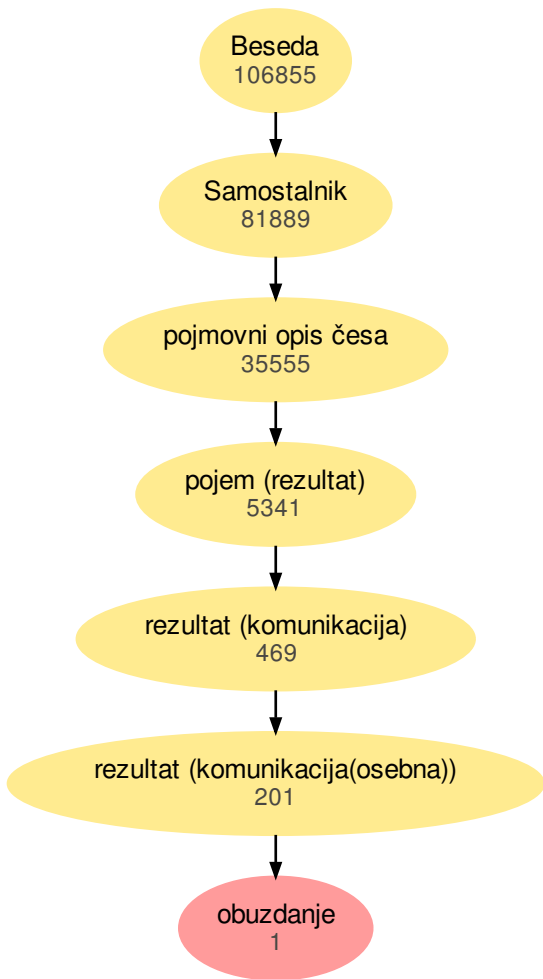 Beseda
106855
Samostalnik
81889
pojmovni opis česa
35555
pojem (rezultat)
5341
rezultat (komunikacija)
469
rezultat (komunikacija(osebna))
201
obuzdanje
1